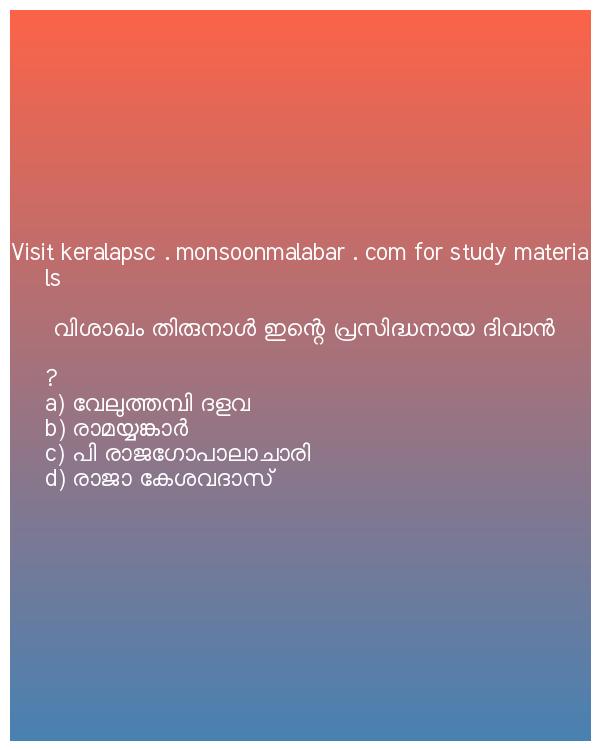 Visit keralapsc . monsoonmalabar . com for study materia
ls
വിശാഖം തിരുനാൾ ഇന്റെ പ്രസിദ്ധനായ ദിവാൻ
?
a) വേലുത്തമ്പി ദളവ
b) രാമയ്യങ്കാർ
c) പി രാജഗോപാലാചാരി
d) രാജാ കേശവദാസ്